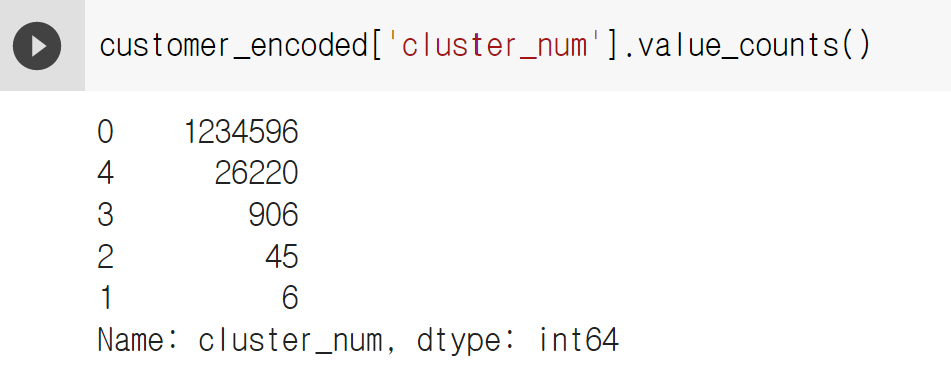 customer_encoded['cluster_num'].value_counts()
0    1234596
4      26220
3        906
2         45
1          6
Name: cluster_num, dtype: int64